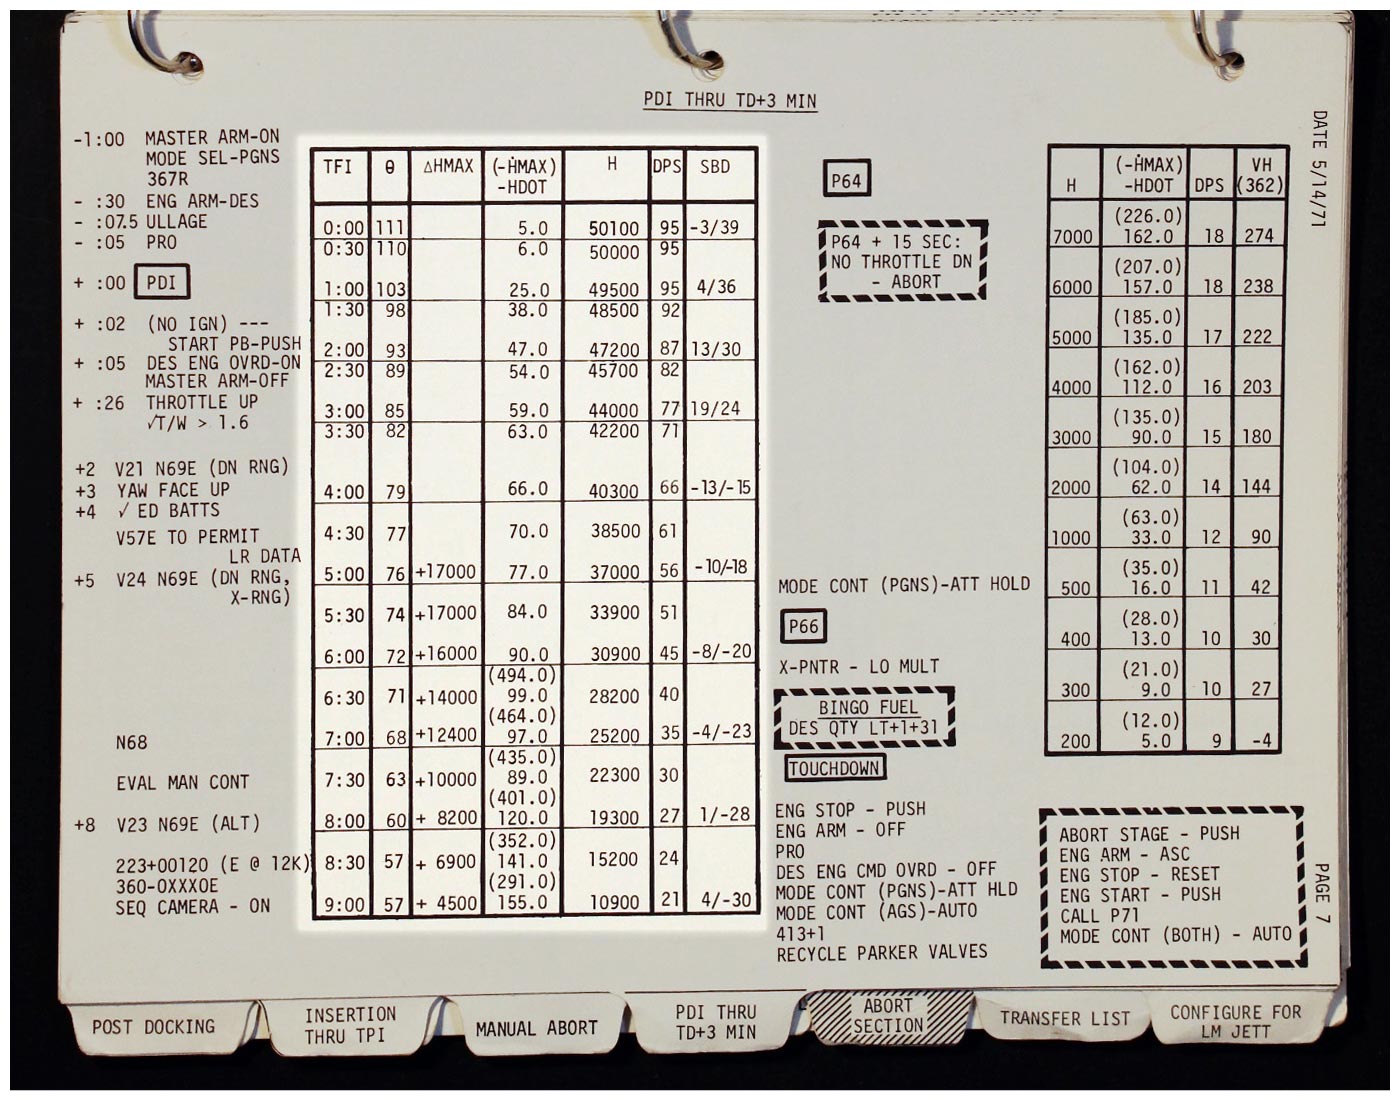 PDI THRU TD+3 MIN
DATE 5/14/71
-1:00 MASTER ARM-ON
MODE SEL-PGNS
367R
- :30 ENG ARM-DES
- :07.5 ULLAGE
- :05 PRO
+ :00 PDI
+ :02 (NO IGN) ---
START PB-PUSH
+ :05 DES ENG OVRD-ON
MASTER ARM-OFF
+ :26 THROTTLE UP
√T/W > 1.6
+2 V21 N69E (DN RNG)
+3 YAW FACE UP
+4 √ ED BATTS
V57E TO PERMIT
LR DATA
+5 V24 N69E (DN RNG,
X-RNG)
N68
EVAL MAN CONT
+8 V23 N69E (ALT)
223+00120 (E @ 12K)
360-0XXX0E
SEQ CAMERA - ON
TFI θ ΔHMAX (-ḢMAX) -HDOT H DPS SBD
0:00 111 5.0 50100 95 -3/39
0:30 110 6.0 50000 95
1:00 103 25.0 49500 95 4/36
1:30 98 38.0 48500 92
2:00 93 47.0 47200 87 13/30
2:30 89 54.0 45700 82
3:00 85 59.0 44000 77 19/24
3:30 82 63.0 42200 71
4:00 79 66.0 40300 66 -13/-15
4:30 77 70.0 38500 61
5:00 76 +17000 77.0 37000 56 -10/-18
5:30 74 +17000 84.0 33900 51
6:00 72 +16000 90.0 30900 45 -8/-20
(494.0)
6:30 71 +14000 99.0 28200 40
(464.0)
7:00 68 +12400 97.0 25200 35 -4/-23
(435.0)
7:30 63 +10000 89.0 22300 30
(401.0)
8:00 60 + 8200 120.0 19300 27 1/-28
(352.0)
8:30 57 + 6900 141.0 15200 24
(291.0)
9:00 57 + 4500 155.0 10900 21 4/-30
P64
P64 + 15 SEC:
NO THROTTLE DN
- ABORT
MODE CONT (PGNS)-ATT HOLD
P66
X-PNTR - LO MULT
BINGO FUEL
DES QTY LT+1+31
TOUCHDOWN
ENG STOP - PUSH
ENG ARM - OFF
PRO
DES ENG CMD OVRD - OFF
MODE CONT (PGNS)-ATT HLD
MODE CONT (AGS)-AUTO
413+1
RECYCLE PARKER VALVES
H (-ḢMAX) -HDOT DPS VH (362)
(226.0)
7000 162.0 18 274
(207.0)
6000 157.0 18 238
(185.0)
5000 135.0 17 222
(162.0)
4000 112.0 16 203
(135.0)
3000 90.0 15 180
(104.0)
2000 62.0 14 144
(63.0)
1000 33.0 12 90
(35.0)
500 16.0 11 42
(28.0)
400 13.0 10 30
(21.0)
300 9.0 10 27
(12.0)
200 5.0 9 -4
ABORT STAGE - PUSH
ENG ARM - ASC
ENG STOP - RESET
ENG START - PUSH
CALL P71
MODE CONT (BOTH) - AUTO
PAGE 7
POST DOCKING
INSERTION
THRU TPI
MANUAL ABORT
PDI THRU
TD+3 MIN
ABORT
SECTION
TRANSFER LIST
CONFIGURE FOR
LM JETT